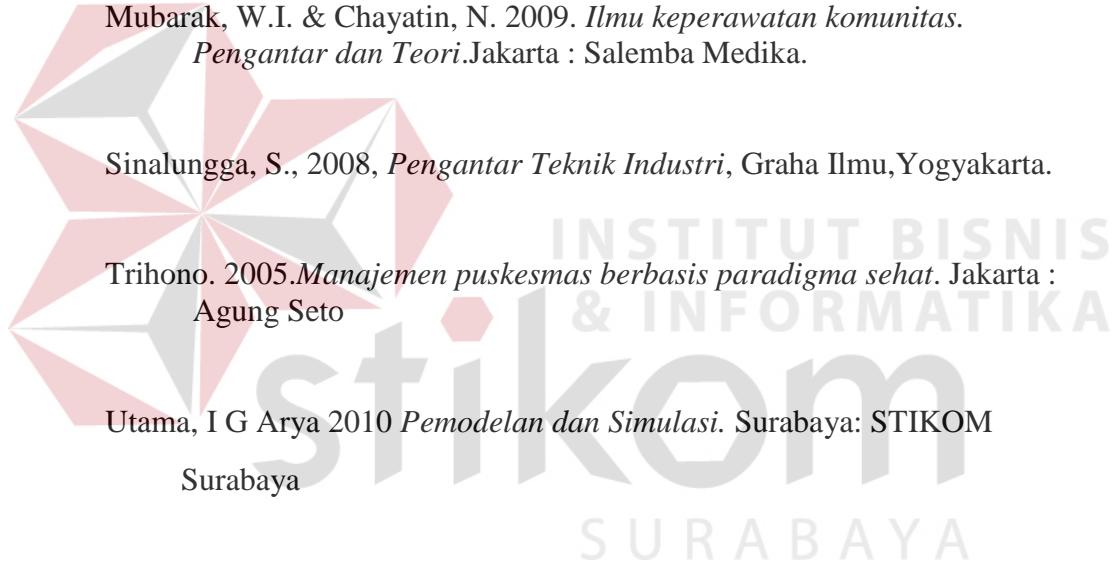 Mubarak, W.I. & Chayatin, N. 2009. Ilmu keperawatan komunitas.
Pengantar dan Teori.Jakarta : Salemba Medika.
Sinalungga, S., 2008, Pengantar Teknik Industri, Graha Ilmu,Yogyakarta.
INSTITUT BISNIS
Trihono. 2005.Manajemen puskesmas berbasis paradigma sehat. Jakarta :
Agung Seto
& INFORMATIKA
stikom
Utama, I G Arya 2010 Pemodelan dan Simulasi. Surabaya: STIKOM
Surabaya
SURABAYA